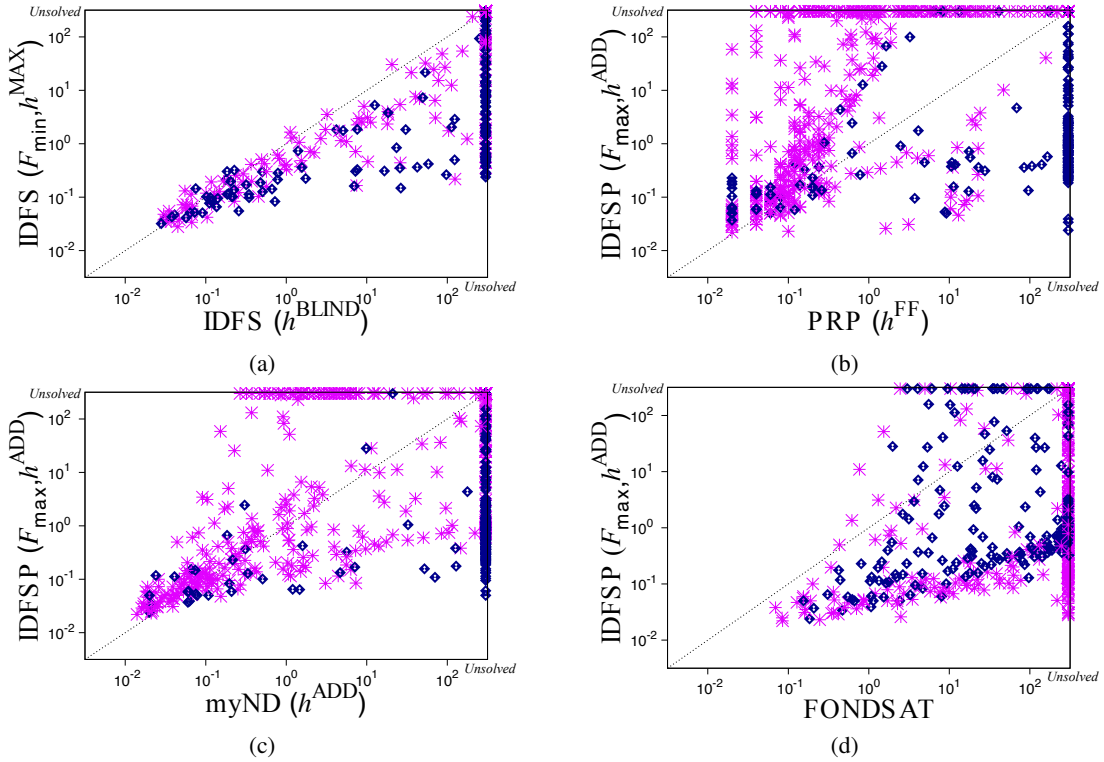 Unsolved
10^2
10^1
10^0
10^-1
10^-2
IDFS (F_min, h^MAX)
10^-2 10^-1 10^0 10^1 10^2 Unsolved
IDFS (h^BLIND)
(a)
Unsolved
10^2
10^1
10^0
10^-1
10^-2
IDFSP (F_max, h^ADD)
10^-2 10^-1 10^0 10^1 10^2 Unsolved
PRP (h^FF)
(b)
Unsolved
10^2
10^1
10^0
10^-1
10^-2
IDFSP (F_max, h^ADD)
10^-2 10^-1 10^0 10^1 10^2 Unsolved
myND (h^ADD)
(c)
Unsolved
10^2
10^1
10^0
10^-1
10^-2
IDFSP (F_max, h^ADD)
10^-2 10^-1 10^0 10^1 10^2 Unsolved
FONDSAT
(d)